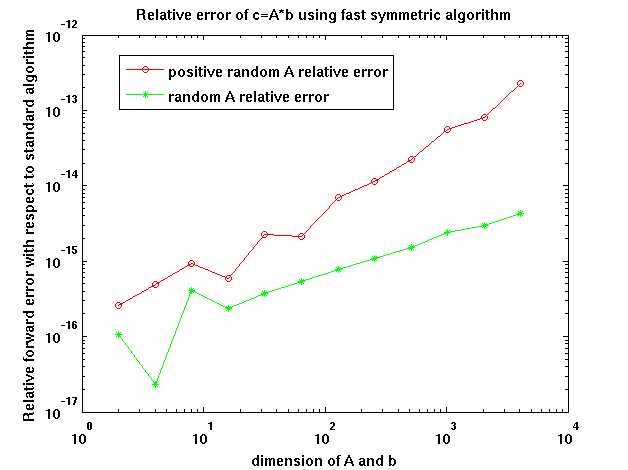 Relative error of c=A*b using fast symmetric algorithm
Relative forward error with respect to standard algorithm
10^-12
10^-13
10^-14
10^-15
10^-16
10^-17
positive random A relative error
random A relative error
10^0
10^1
10^2
10^3
10^4
dimension of A and b